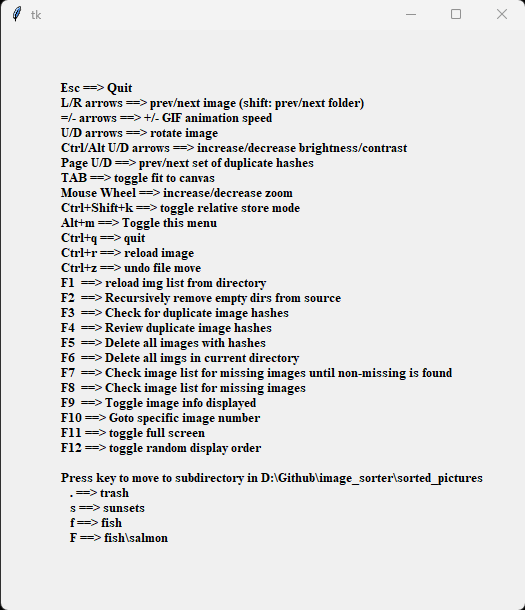 tk
Esc ==> Quit
L/R arrows ==> prev/next image (shift: prev/next folder)
=/- arrows ==> +/- GIF animation speed
U/D arrows ==> rotate image
Ctrl/Alt U/D arrows ==> increase/decrease brightness/contrast
Page U/D ==> prev/next set of duplicate hashes
TAB ==> toggle fit to canvas
Mouse Wheel ==> increase/decrease zoom
Ctrl+Shift+k ==> toggle relative store mode
Alt+m ==> Toggle this menu
Ctrl+q ==> quit
Ctrl+r ==> reload image
Ctrl+z ==> undo file move
F1  ==> reload img list from directory
F2  ==> Recursively remove empty dirs from source
F3  ==> Check for duplicate image hashes
F4  ==> Review duplicate image hashes
F5  ==> Delete all images with hashes
F6  ==> Delete all imgs in current directory
F7  ==> Check image list for missing images until non-missing is found
F8  ==> Check image list for missing images
F9  ==> Toggle image info displayed
F10 ==> Goto specific image number
F11 ==> toggle full screen
F12 ==> toggle random display order
Press key to move to subdirectory in D:\Github\image_sorter\sorted_pictures
. ==> trash
s ==> sunsets
f ==> fish
F ==> fish\salmon